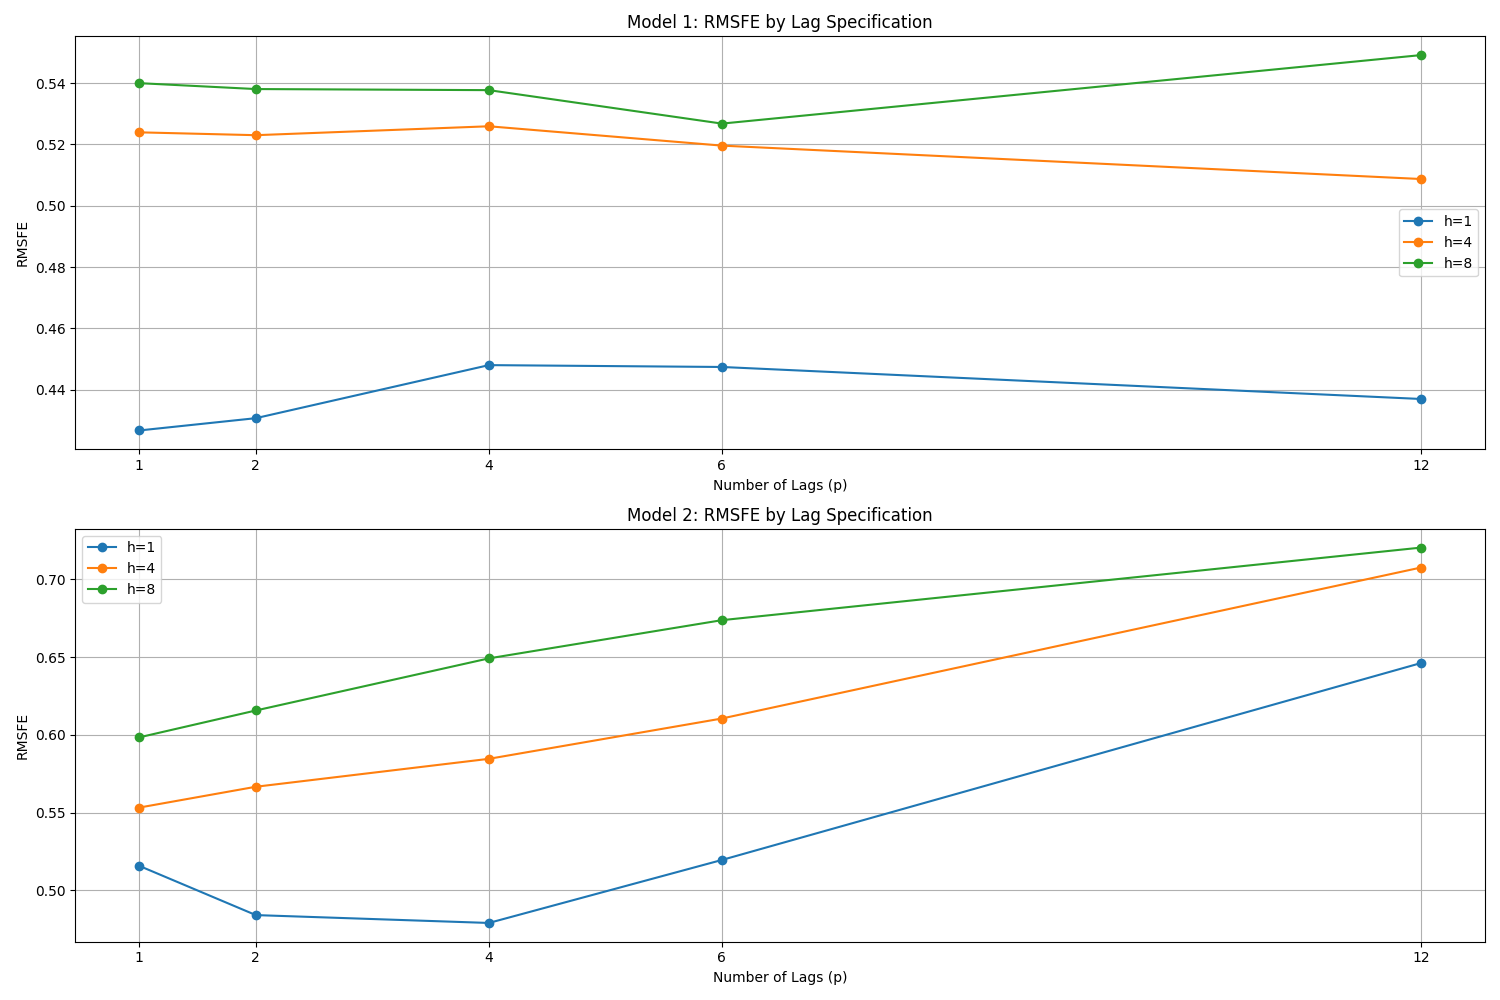 Model 1: RMSFE by Lag Specification
RMSFE
0.54
0.52
0.50
0.48
0.46
0.44
h=1
h=4
h=8
1 2 4 6 12
Number of Lags (p)
Model 2: RMSFE by Lag Specification
RMSFE
h=1
h=4
h=8
0.70
0.65
0.60
0.55
0.50
1 2 4 6 12
Number of Lags (p)